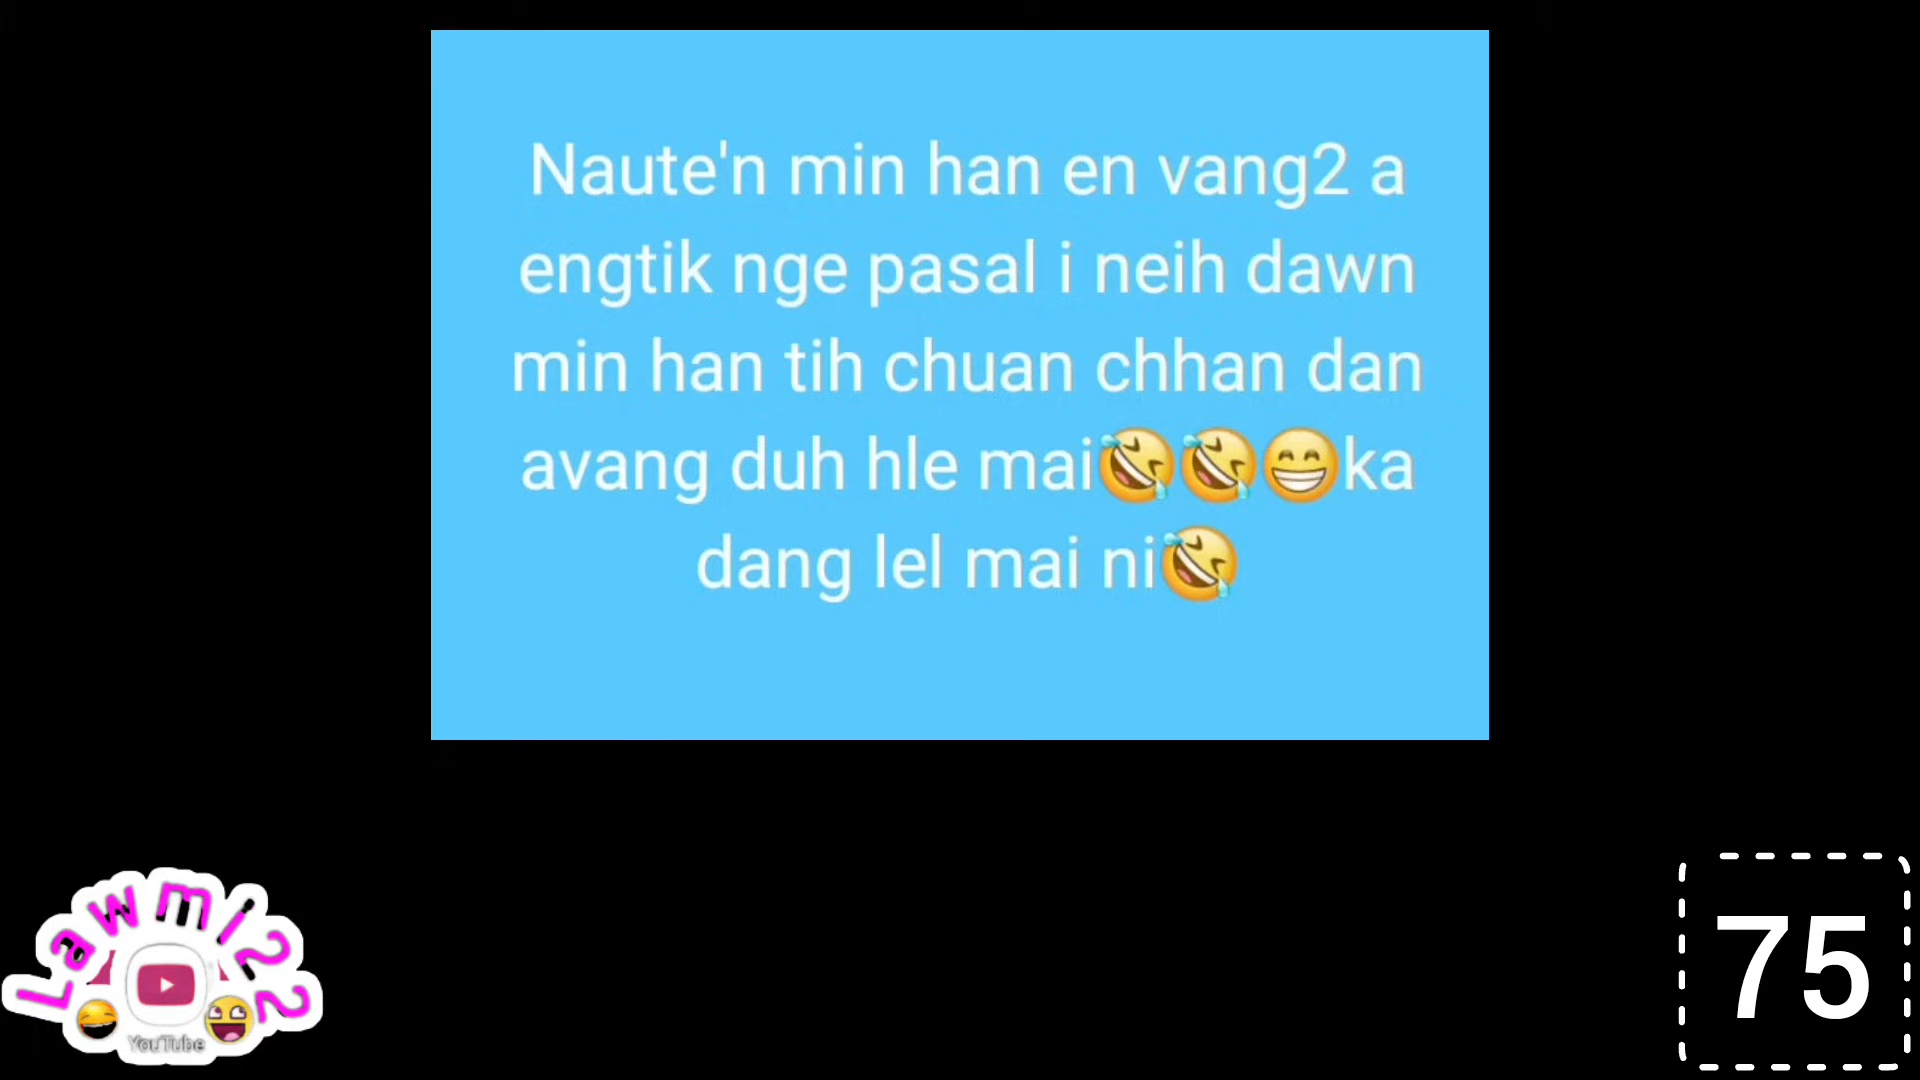 Naute'n min han en vang2 a
engtik nge pasal i neih dawn
min han tih chuan chhan dan
avang duh hle mai🤣🤣😁ka
dang lel mai ni🤣
Lawmi22
YouTube
75